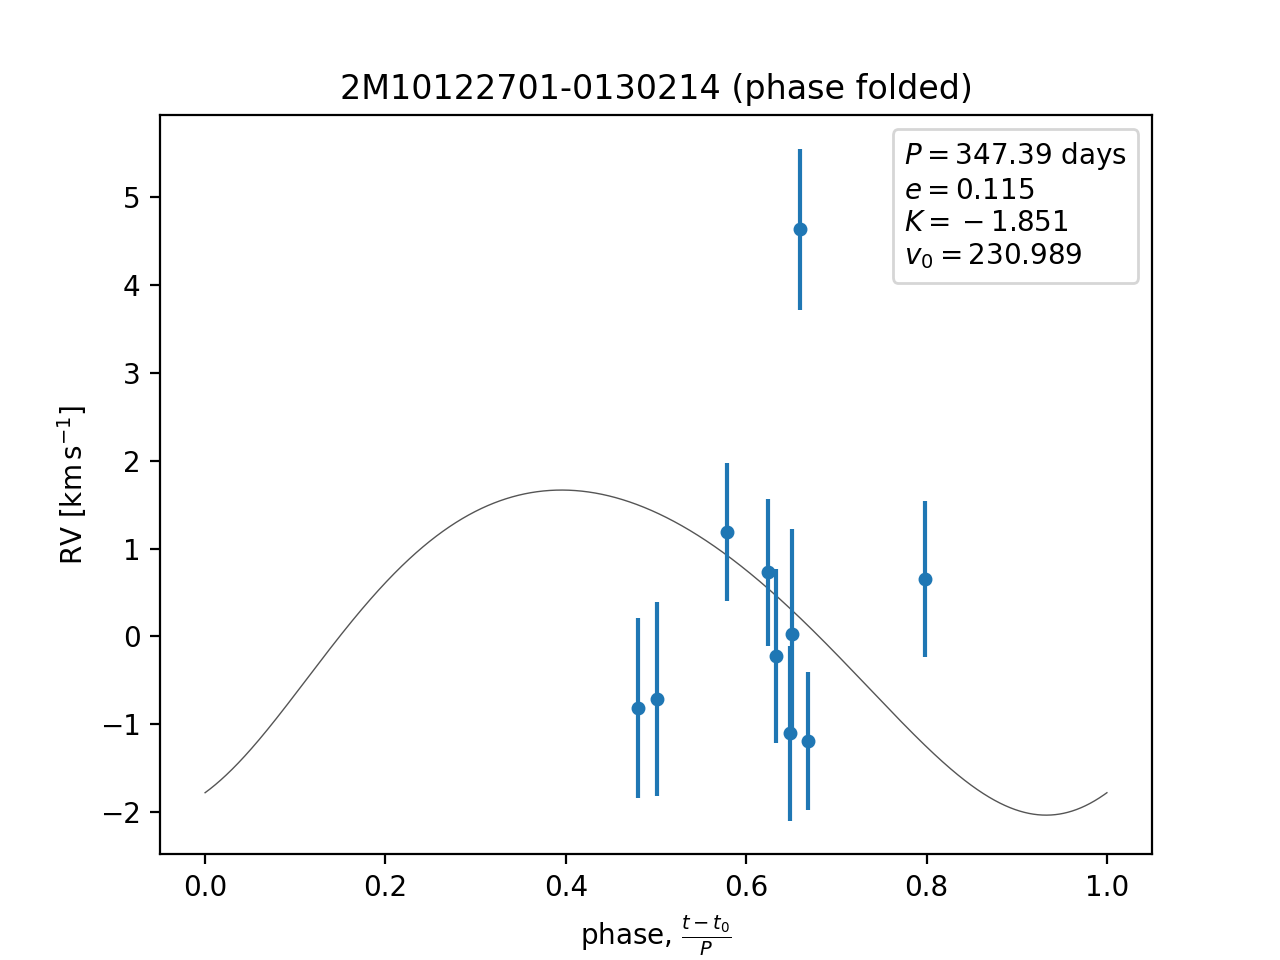 2M10122701-0130214 (phase folded)
P = 347.39 days
e = 0.115
K = −1.851
v₀ = 230.989
RV [km s⁻¹]
5
4
3
2
1
0
−1
−2
0.0 0.2 0.4 0.6 0.8 1.0
phase, (t − t₀)/P